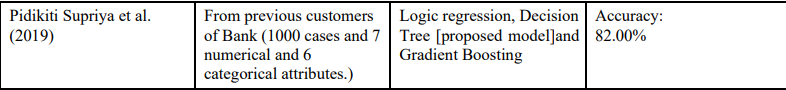 Pidikiti Supriya et al.
(2019)
From previous customers
of Bank (1000 cases and 7
numerical and 6
categorical attributes.)
Logic regression, Decision
Tree [proposed model]and
Gradient Boosting
Accuracy:
82.00%